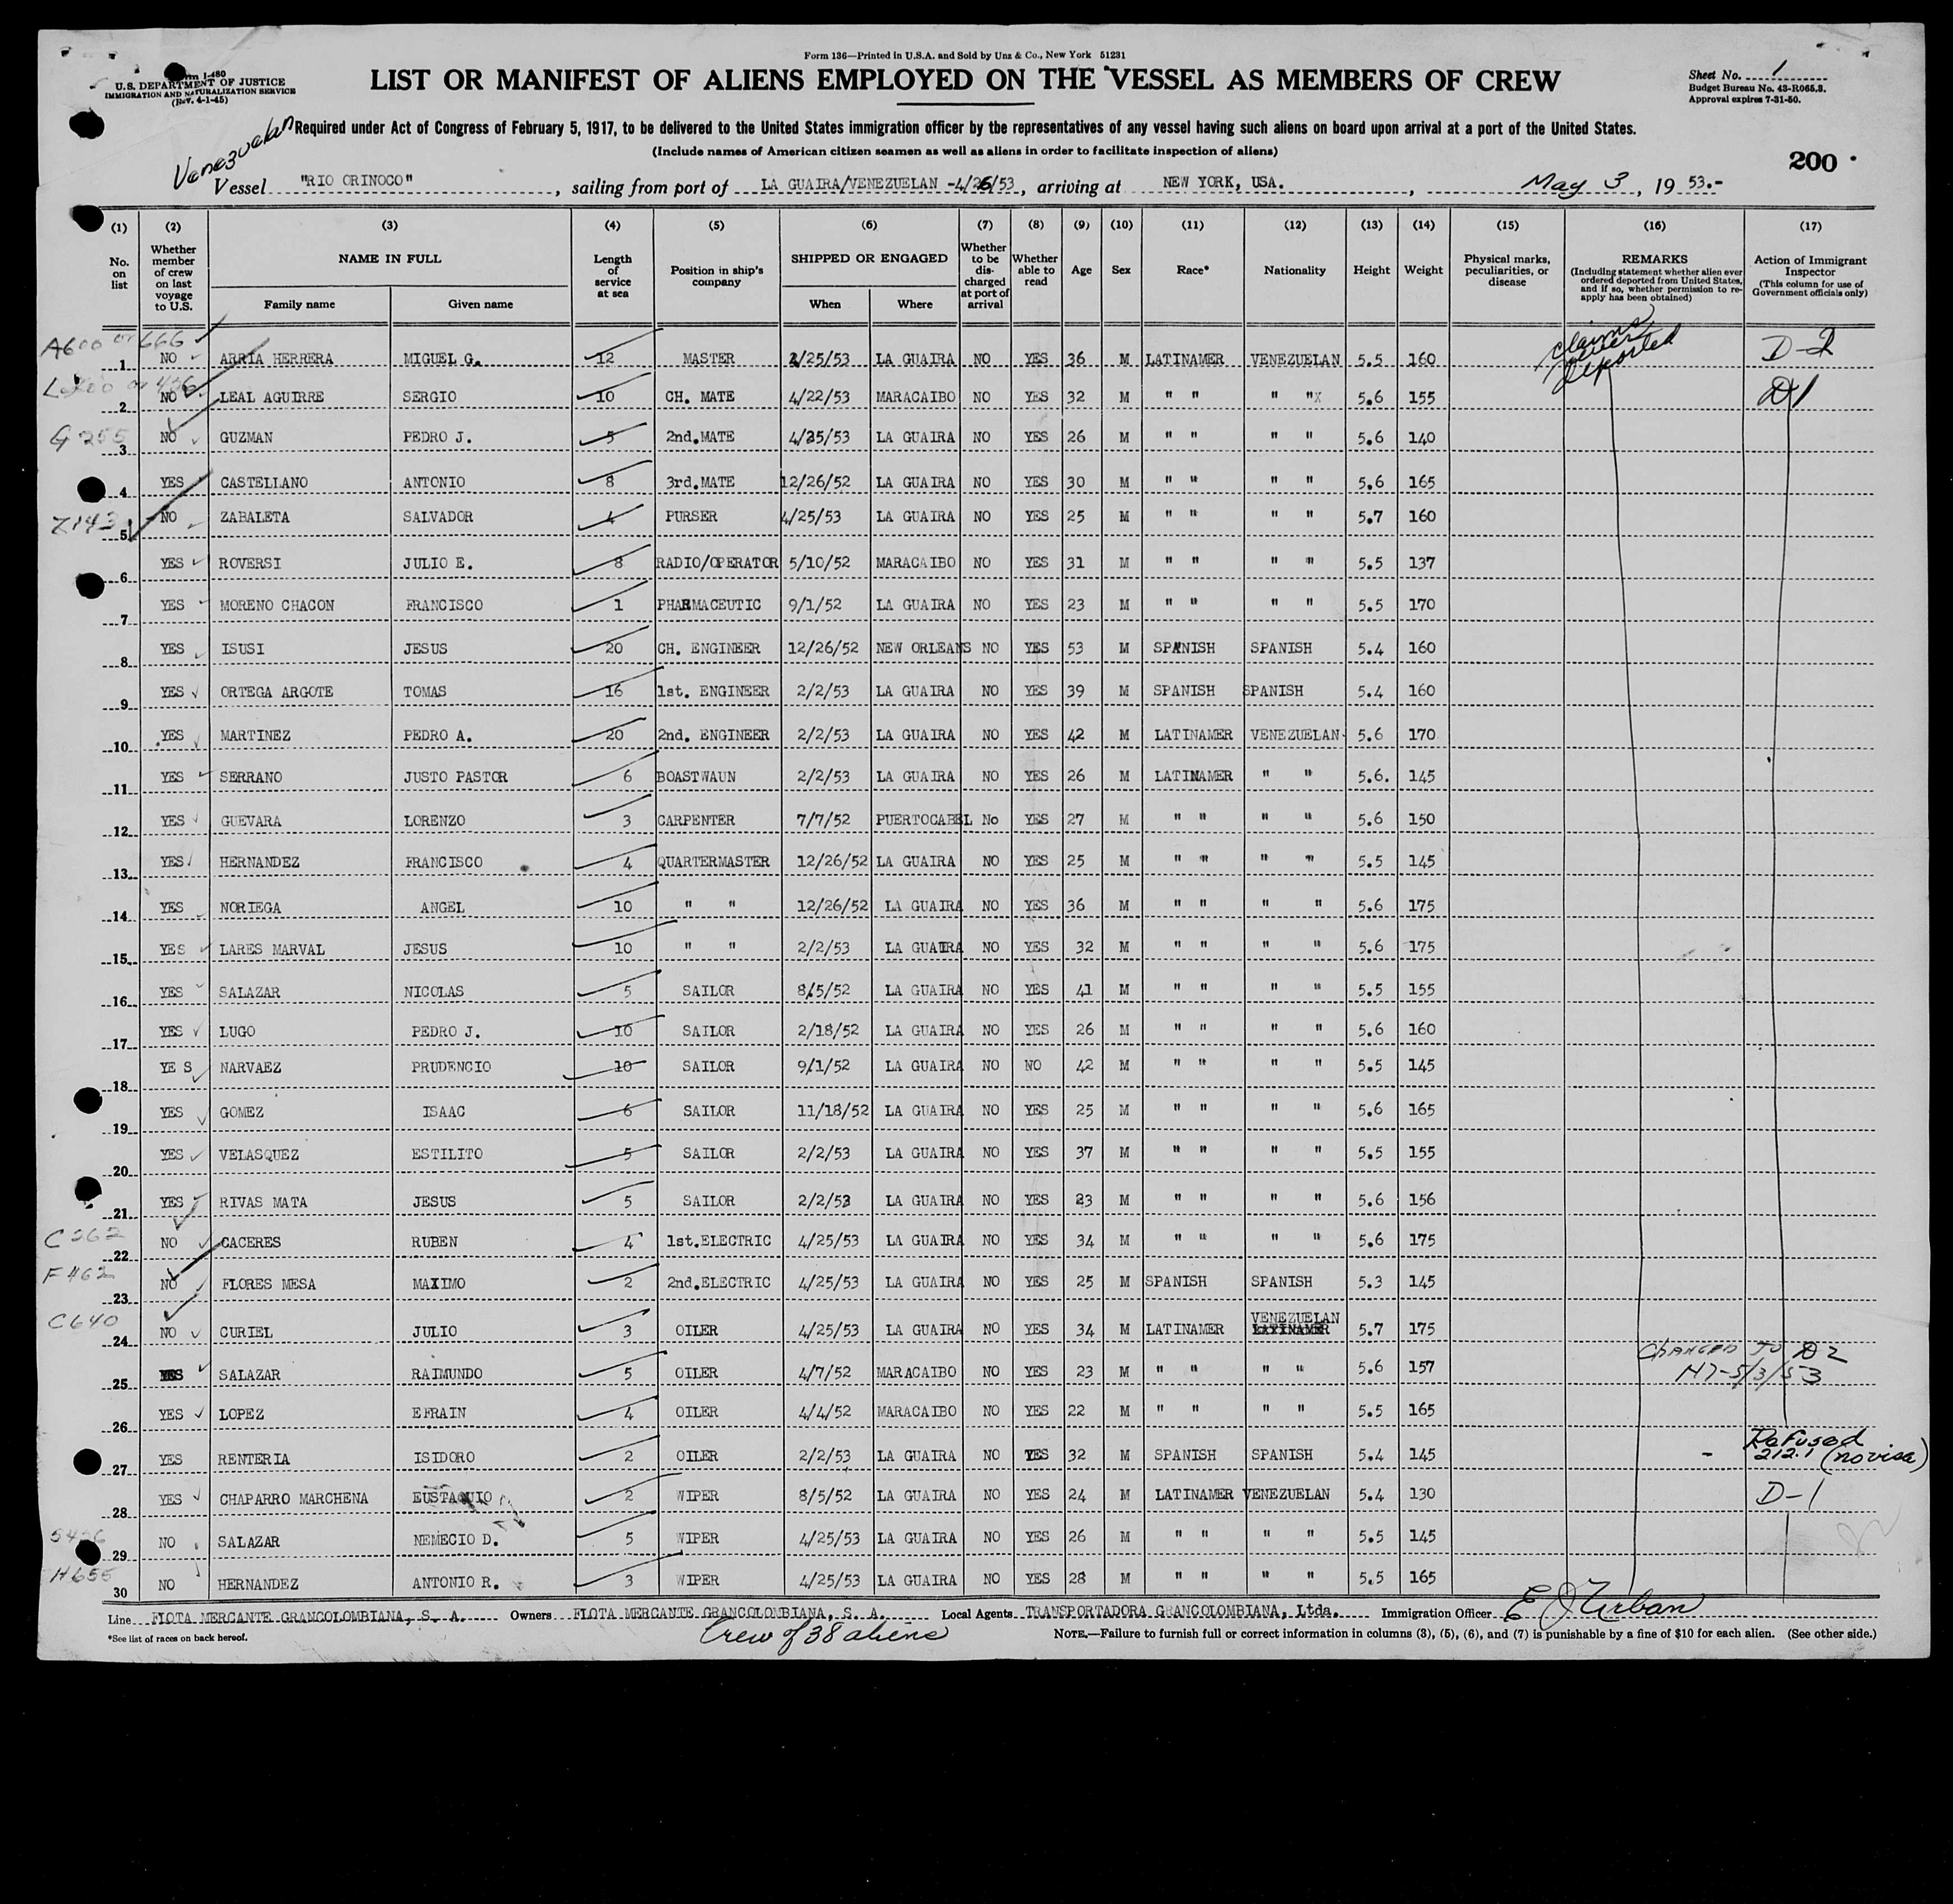 Form 136—Printed in U.S.A. and Sold by Unz & Co., New York 51231
Form I-480
U.S. DEPARTMENT OF JUSTICE
IMMIGRATION AND NATURALIZATION SERVICE
(Rev. 4-1-45)
LIST OR MANIFEST OF ALIENS EMPLOYED ON THE VESSEL AS MEMBERS OF CREW
Sheet No. 1
Budget Bureau No. 43-R065.3.
Approval expires 7-31-50.
Required under Act of Congress of February 5, 1917, to be delivered to the United States immigration officer by the representatives of any vessel having such aliens on board upon arrival at a port of the United States.
(Include names of American citizen seamen as well as aliens in order to facilitate inspection of aliens)
200
Venezuelan
Vessel "RIO ORINOCO", sailing from port of LA GUAIRA/VENEZUELAN -4/26/53, arriving at NEW YORK, USA., May 3, 19 53.-
(1) (2) (3) (4) (5) (6) (7) (8) (9) (10) (11) (12) (13) (14) (15) (16) (17)
No. on list
Whether member of crew on last voyage to U.S.
NAME IN FULL
Family name Given name
Length of service at sea
Position in ship's company
SHIPPED OR ENGAGED
When Where
Whether to be discharged at port of arrival
Whether able to read
Age Sex Race* Nationality Height Weight
Physical marks, peculiarities, or disease
REMARKS
(Including statement whether alien ever ordered deported from United States, and if so, whether permission to reapply has been obtained)
Action of Immigrant Inspector
(This column for use of Government officials only)
A600 or 666
claims never deported
1 NO ARRIA HERRERA MIGUEL G. 12 MASTER 2/25/53 LA GUAIRA NO YES 36 M LATINAMER VENEZUELAN 5.5 160 D-2
2 NO LEAL AGUIRRE SERGIO 10 CH. MATE 4/22/53 MARACAIBO NO YES 32 M " " " "x 5.6 155 D1
G 255
3 NO GUZMAN PEDRO J. 5 2nd.MATE 4/25/53 LA GUAIRA NO YES 26 M " " " " 5.6 140
4 YES CASTELLANO ANTONIO 8 3rd.MATE 12/26/52 LA GUAIRA NO YES 30 M " " " " 5.6 165
Z143
5 NO ZABALETA SALVADOR 4 PURSER 4/25/53 LA GUAIRA NO YES 25 M " " " " 5.7 160
6 YES ROVERSI JULIO E. 8 RADIO/OPERATOR 5/10/52 MARACAIBO NO YES 31 M " " " " 5.5 137
7 YES MORENO CHACON FRANCISCO 1 PHARMACEUTIC 9/1/52 LA GUAIRA NO YES 23 M " " " " 5.5 170
8 YES ISUSI JESUS 20 CH. ENGINEER 12/26/52 NEW ORLEANS NO YES 53 M SPANISH SPANISH 5.4 160
9 YES ORTEGA ARGOTE TOMAS 16 1st. ENGINEER 2/2/53 LA GUAIRA NO YES 39 M SPANISH SPANISH 5.4 160
10 YES MARTINEZ PEDRO A. 20 2nd. ENGINEER 2/2/53 LA GUAIRA NO YES 42 M LATINAMER VENEZUELAN 5.6 170
11 YES SERRANO JUSTO PASTOR 6 BOASTWAUN 2/2/53 LA GUAIRA NO YES 26 M LATINAMER " " 5.6. 145
12 YES GUEVARA LORENZO 3 CARPENTER 7/7/52 PUERTOCABEL No YES 27 M " " " " 5.6 150
13 YES HERNANDEZ FRANCISCO 4 QUARTERMASTER 12/26/52 LA GUAIRA NO YES 25 M " " " " 5.5 145
14 YES NORIEGA ANGEL 10 " " 12/26/52 LA GUAIRA NO YES 36 M " " " " 5.6 175
15 YES LARES MARVAL JESUS 10 " " 2/2/53 LA GUAIRA NO YES 32 M " " " " 5.6 175
16 YES SALAZAR NICOLAS 5 SAILOR 8/5/52 LA GUAIRA NO YES 41 M " " " " 5.5 155
17 YES LUGO PEDRO J. 10 SAILOR 2/18/52 LA GUAIRA NO YES 26 M " " " " 5.6 160
18 YE S NARVAEZ PRUDENCIO 10 SAILOR 9/1/52 LA GUAIRA NO NO 42 M " " " " 5.5 145
19 YES GOMEZ ISAAC 6 SAILOR 11/18/52 LA GUAIRA NO YES 25 M " " " " 5.6 165
20 YES VELASQUEZ ESTILITO 5 SAILOR 2/2/53 LA GUAIRA NO YES 37 M " " " " 5.5 155
21 YES RIVAS MATA JESUS 5 SAILOR 2/2/53 LA GUAIRA NO YES 23 M " " " " 5.6 156
C262
22 NO CACERES RUBEN 4 1st.ELECTRIC 4/25/53 LA GUAIRA NO YES 34 M " " " " 5.6 175
F462
23 NO FLORES MESA MAXIMO 2 2nd.ELECTRIC 4/25/53 LA GUAIRA NO YES 25 M SPANISH SPANISH 5.3 145
C640
24 NO CURIEL JULIO 3 OILER 4/25/53 LA GUAIRA NO YES 34 M LATINAMER VENEZUELAN LATINAMER 5.7 175
25 YES SALAZAR RAIMUNDO 5 OILER 4/7/52 MARACAIBO NO YES 23 M " " " " 5.6 157 Changed to D2
H7-5/3/53
26 YES LOPEZ EFRAIN 4 OILER 4/4/52 MARACAIBO NO YES 22 M " " " " 5.5 165
27 YES RENTERIA ISIDORO 2 OILER 2/2/53 LA GUAIRA NO YES 32 M SPANISH SPANISH 5.4 145 - Refused 212.1 (no visa)
28 YES CHAPARRO MARCHENA EUSTAQUIO 2 WIPER 8/5/52 LA GUAIRA NO YES 24 M LATINAMER VENEZUELAN 5.4 130 D-1
29 NO SALAZAR NEMECIO D. 5 WIPER 4/25/53 LA GUAIRA NO YES 26 M " " " " 5.5 145
H655
30 NO HERNANDEZ ANTONIO R. 3 WIPER 4/25/53 LA GUAIRA NO YES 28 M " " " " 5.5 165
Line FLOTA MERCANTE GRANCOLOMBIANA, S. A. Owners FLOTA MERCANTE GRANCOLOMBIANA, S. A. Local Agents TRANSPORTADORA GRANCOLOMBIANA, Ltda. Immigration Officer E J Urban
*See list of races on back hereof.
Crew of 38 aliens
NOTE.—Failure to furnish full or correct information in columns (3), (5), (6), and (7) is punishable by a fine of $10 for each alien. (See other side.)